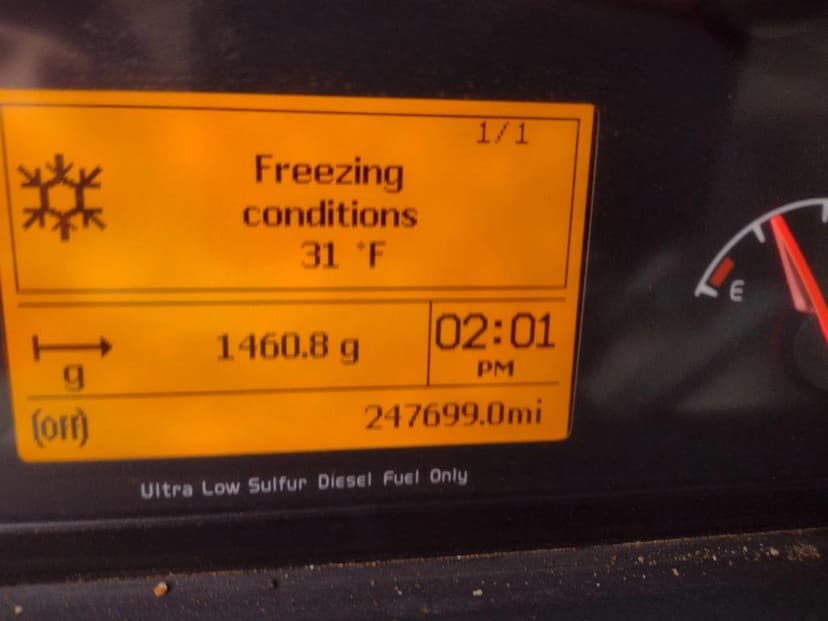 1/1
Freezing
conditions
31 °F
1460.8 g
02:01
PM
g
(off)
247699.0mi
Ultra Low Sulfur Diesel Fuel Only
E